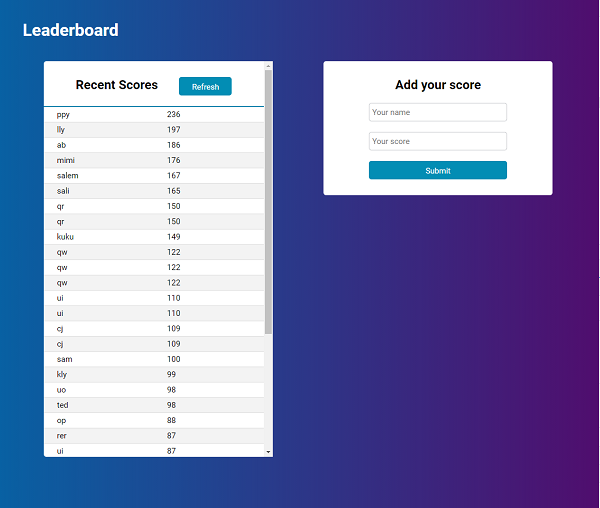 Leaderboard
Recent Scores Refresh
ppy 236
lly 197
ab 186
mimi 176
salem 167
sali 165
qr 150
qr 150
kuku 149
qw 122
qw 122
qw 122
ui 110
ui 110
cj 109
cj 109
sam 100
kly 99
uo 98
ted 98
op 88
rer 87
ui 87
Add your score
Your name
Your score
Submit